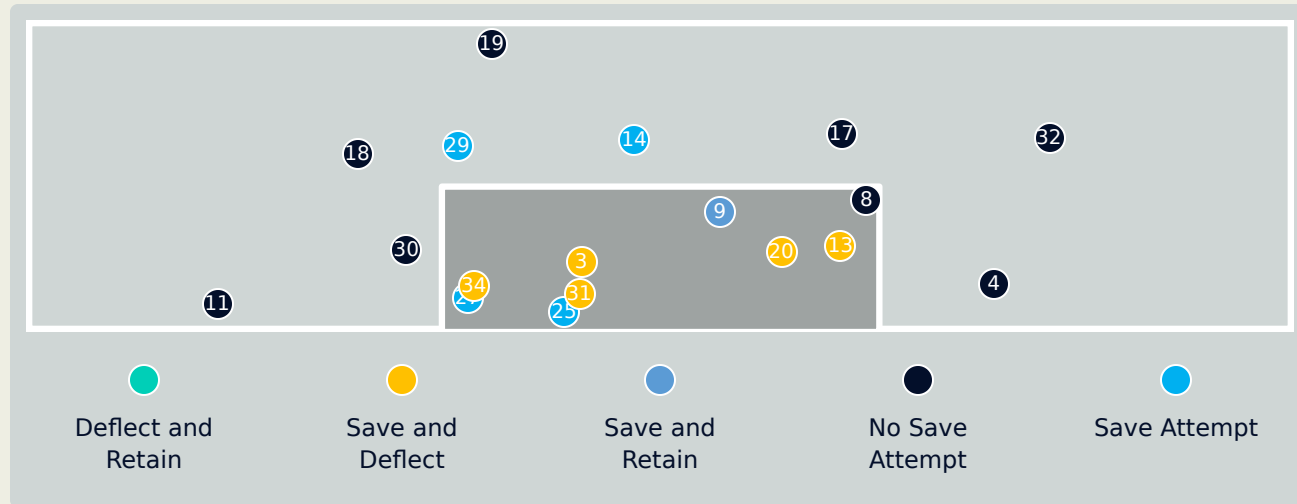 19
17
32
14
29
18
8
9
13
30
20
3
4
34
31
11
25
Deflect and
Retain
Save and
Deflect
Save and
Retain
No Save
Attempt
Save Attempt